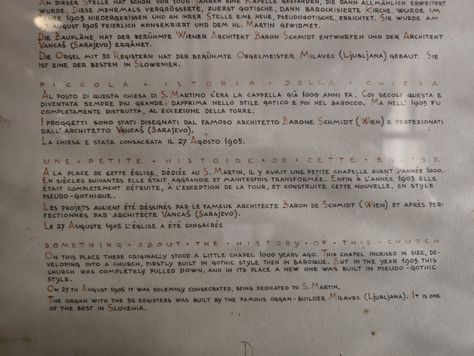 AN DIESER STELLE HAT SCHON VOR 1000 JAHREN EINE KAPELLE GESTANDEN, DIE DANN ALLMÄHLICH ERWEITERT
WURDE. DIESE MEHRMALS VERGRÖSSERTE, ZUERST GOTISCHE, DANN BAROCKISIERTE KIRCHE, WURDE IM
JAHRE 1903 NIEDERGERISSEN UND AN IHRER STELLE EINE NEUE, PSEUDOGOTISCHE, ERRICHTET. SIE WURDE AM
AUGUST 1905 FEIERLICH KONSEKRIERT UND DEM HL. MARTIN GEWIDMET.
DIE BAUPLÄNE, HAT DER BERÜHMTE WIENER ARCHITEKT BARON SCHMIDT ENTWORFEN UND DER ARCHITEKT
VANCAŠ (SARAJEVO) ERGÄNZT.
DIE ORGEL MIT 32 REGISTERN HAT DER BERÜHMTE ORGELMEISTER MILAVEC (LJUBLJANA) GEBAUT. SIE
IST EINE DER BESTEN IN SLOWENIEN.
PICCOLA STORIA DELLA CHIESA
AL POSTO DI QUESTA CHIESA DI S. MARTINO C'ERA LA CAPPELLA GIÀ 1000 ANNI FA. COI SECOLI QUESTA E
DIVENTATA SEMPRE PIU GRANDE; DAPPRIMA NELLO STILE GOTICO E POI NEL BAROCCO. MA NELL' 1903 FU
COMPLETAMENTE DISTRUTTA, AL ECCEZIONE DELLA TORRE.
I PROGGETTI SONO STATI DISEGNATI DAL FAMOSO ARCHITETTO BARONE SCHMIDT (WIEN) E PERFEZIONATI
DALL' ARCHITETTO VANCAŠ (SARAJEVO).
LA CHIESA E STATA CONSACRATA IL 27 AGOSTO 1905.
UNE PETITE HISTOIRE DE CETTE ÉGLISE
A LA PLACE DE CETTE ÉGLISE, DEDIÉE AU S. MARTIN, IL Y AVAIT UNE PETITE CHAPELLE AVANT L'ANNÉE 1000.
EN SIÈCLES SUIVANTES ELLE ÉTAIT AGGRANDIE ET MAINTESFOIS TRANSFORMÉE. ENFIN À L'ANNÉE 1903 ELLE
ÉTAIT COMPLÈTEMENT DÉTRUITE, À L'EXCEPTION DE LA TOUR, ET CONSTRUITE CETTE NOUVELLE, EN STYLE
PSEUDO-GOTHIQUE.
LES PROJETS AVAIENT ÉTÉ DÉSSINÉS PAR LE FAMEUX ARCHITECTE BARON DE SCHMIDT (WIEN) ET APRÈS PER-
FECTIONNÉS PAR ARCHITECTE VANCAŠ (SARAJEVO).
LE 27 AUGUSTE 1905 L'ÉGLISE A ÉTÉ CONSACRÉE
SOMETHING ABOUT THE HISTORY OF THIS CHURCH
ON THIS PLACE THERE ORIGINALLY STOOD A LITTLE CHAPEL 1000 YEARS AGO. THIS CHAPEL INCRISED IN SIZE, DE-
VELOPING INTO A CHURCH, FIRSTLY BUILT IN GOTHIC STYLE THEN IN BAROQUE. BUT IN THE YEAR 1903 THIS
CHURCH WAS COMPLETELY PULLED DOWN, AND IN ITS PLACE A NEW ONE WAS BUILT IN PSEUDO-GOTHIC
STYLE.
ON 27TH AUGUST 1905 IT WAS SOLEMNLY CONSECRATED, BEING DEDICATED TO S. MARTIN.
THE ORGAN WITH THE 32 REGISTERS WAS BUILT BY THE FAMOUS ORGAN-BUILDER MILAVEC (LJUBLJANA). IT IS ONE
OF THE BEST IN SLOVENIA.